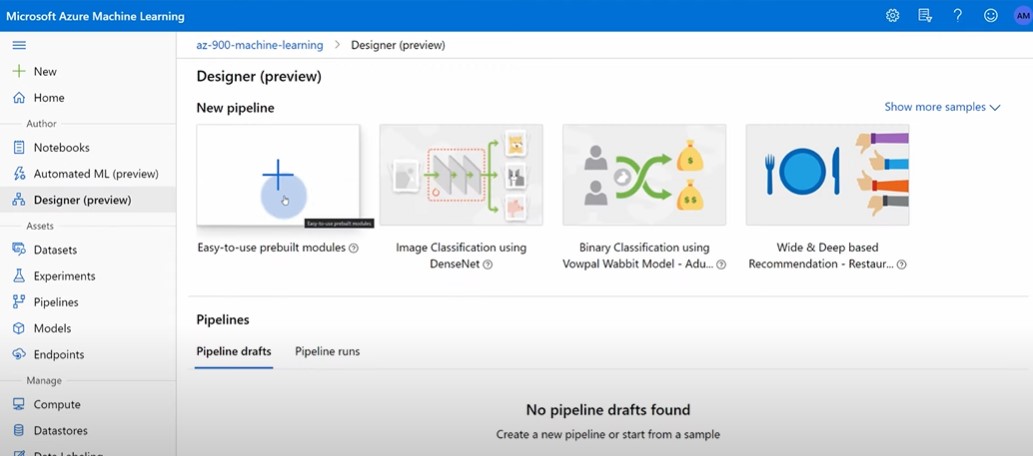 Microsoft Azure Machine Learning
AM
az-900-machine-learning > Designer (preview)
New
Home
Author
Notebooks
Automated ML (preview)
Designer (preview)
Assets
Datasets
Experiments
Pipelines
Models
Endpoints
Manage
Compute
Datastores
Data Labeling
Designer (preview)
New pipeline
Show more samples
$
$$
Easy-to-use prebuilt modules
Easy-to-use prebuilt modules
Image Classification using
DenseNet
Binary Classification using
Vowpal Wabbit Model - Adu...
Wide & Deep based
Recommendation - Restaur...
Pipelines
Pipeline drafts
Pipeline runs
No pipeline drafts found
Create a new pipeline or start from a sample